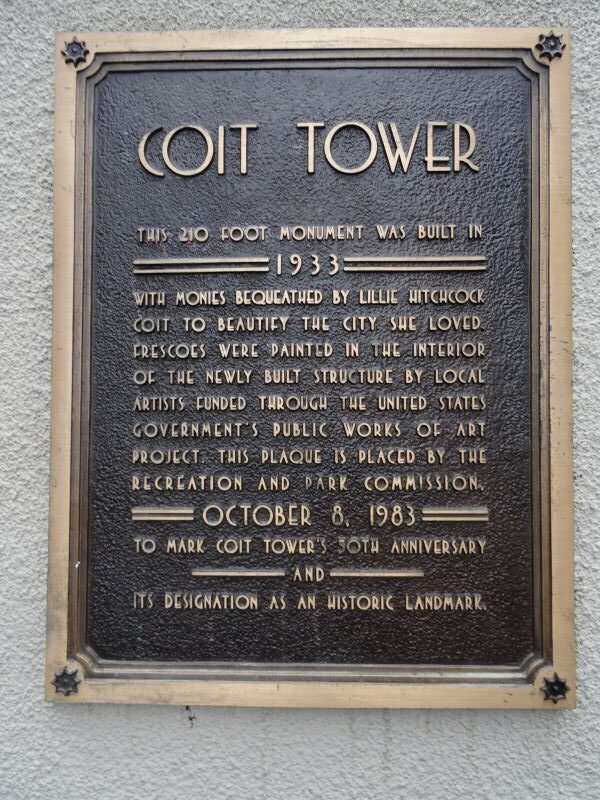 COIT TOWER
THIS 210 FOOT MONUMENT WAS BUILT IN
1933
WITH MONIES BEQUEATHED BY LILLIE HITCHCOCK
COIT TO BEAUTIFY THE CITY SHE LOVED.
FRESCOES WERE PAINTED IN THE INTERIOR
OF THE NEWLY BUILT STRUCTURE BY LOCAL
ARTISTS FUNDED THROUGH THE UNITED STATES
GOVERNMENT'S PUBLIC WORKS OF ART
PROJECT. THIS PLAQUE IS PLACED BY THE
RECREATION AND PARK COMMISSION,
OCTOBER 8, 1983
TO MARK COIT TOWER'S 50TH ANNIVERSARY
AND
ITS DESIGNATION AS AN HISTORIC LANDMARK.